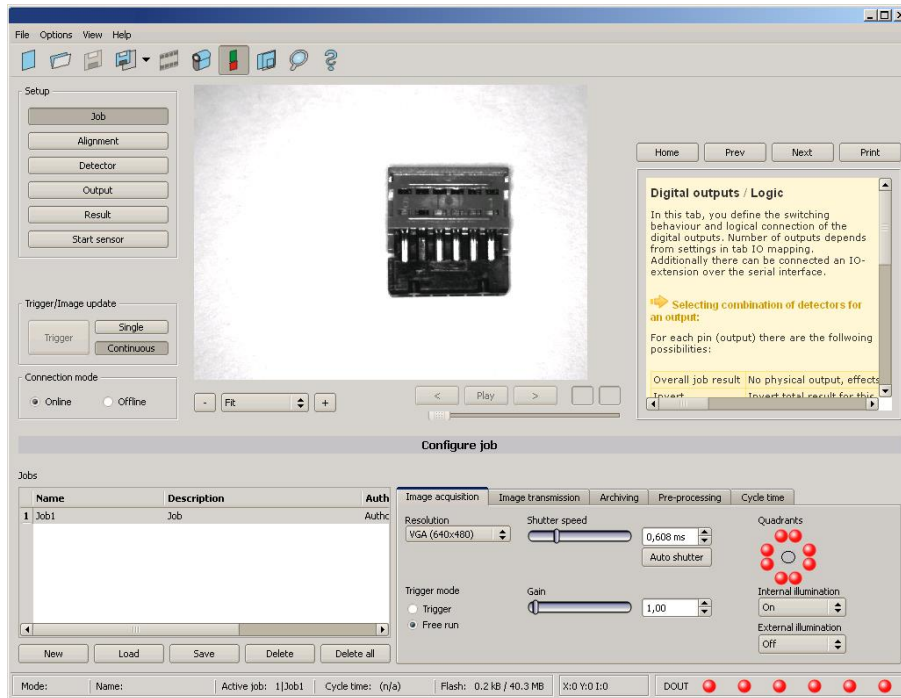 File Options View Help
Setup
Job
Alignment
Detector
Output
Result
Start sensor
Trigger/Image update
Trigger
Single
Continuous
Connection mode
Online Offline
- Fit +
< Play >
Home Prev Next Print
Digital outputs / Logic
In this tab, you define the switching
behaviour and logical connection of the
digital outputs. Number of outputs depends
from settings in tab IO mapping.
Additionally there can be connected an IO-
extension over the serial interface.
Selecting combination of detectors for
an output:
For each pin (output) there are the follwoing
possibilities:
Overall job result No physical output, effects
Invert Invert total result for this
Configure job
Jobs
Name Description Auth
1 Job1 Job Authc
New Load Save Delete Delete all
Image acquisition Image transmission Archiving Pre-processing Cycle time
Resolution
VGA (640x480)
Shutter speed
0,608 ms
Auto shutter
Quadrants
Trigger mode
Trigger
Free run
Gain
1,00
Internal illumination
On
External illumination
Off
Mode: Name: Active job: 1|Job1 Cycle time: (n/a) Flash: 0.2 kB / 40.3 MB X:0 Y:0 I:0 DOUT